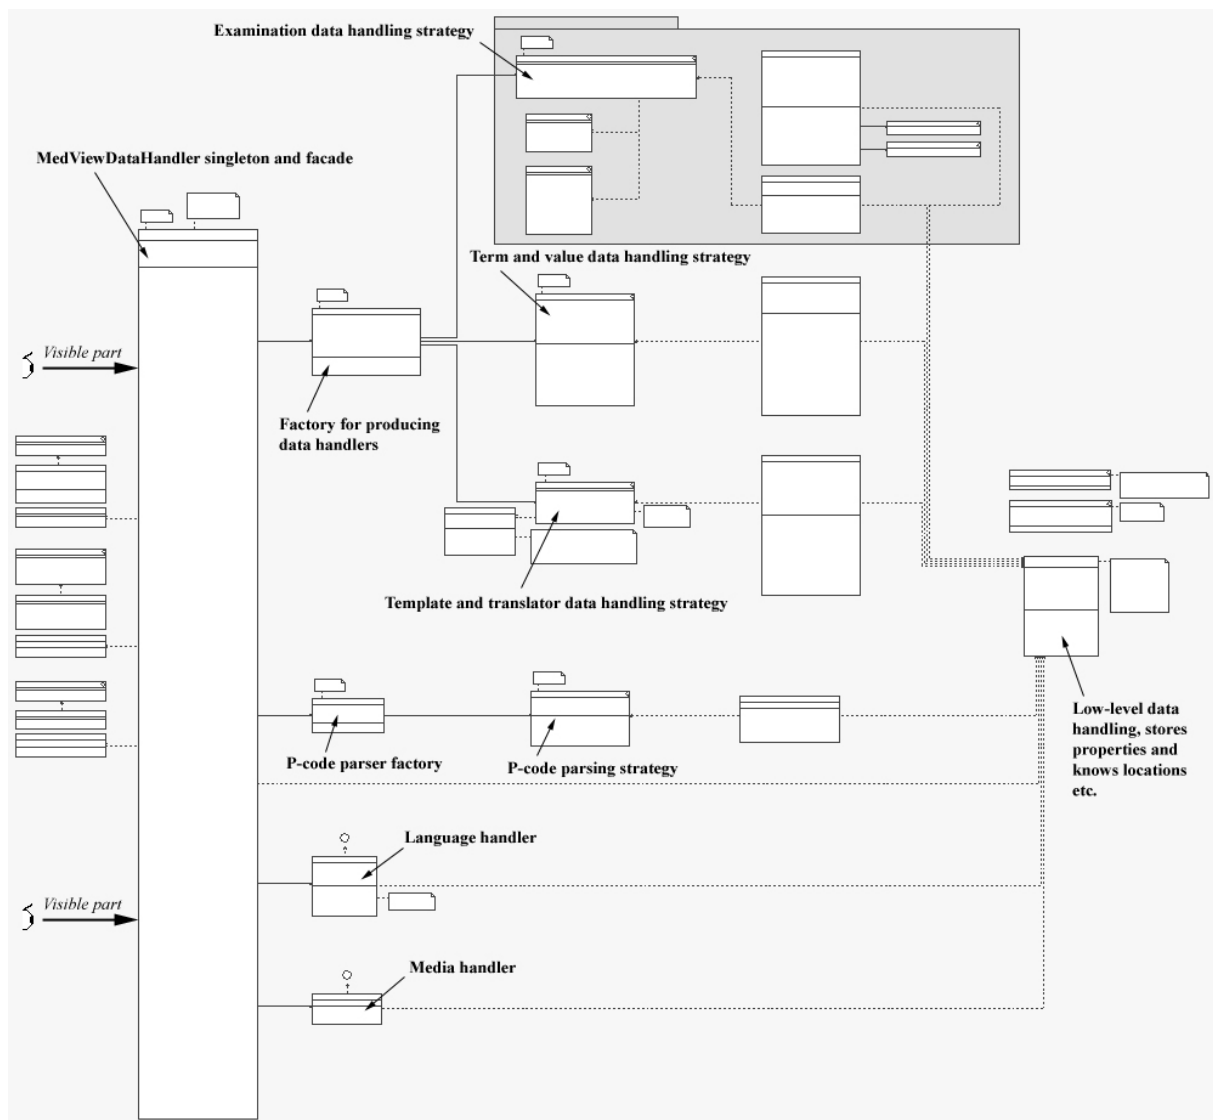 Examination data handling strategy
MedViewDataHandler singleton and facade
Term and value data handling strategy
Visible part
Factory for producing
data handlers
Template and translator data handling strategy
P-code parser factory
P-code parsing strategy
Low-level data
handling, stores
properties and
knows locations
etc.
Language handler
Visible part
Media handler